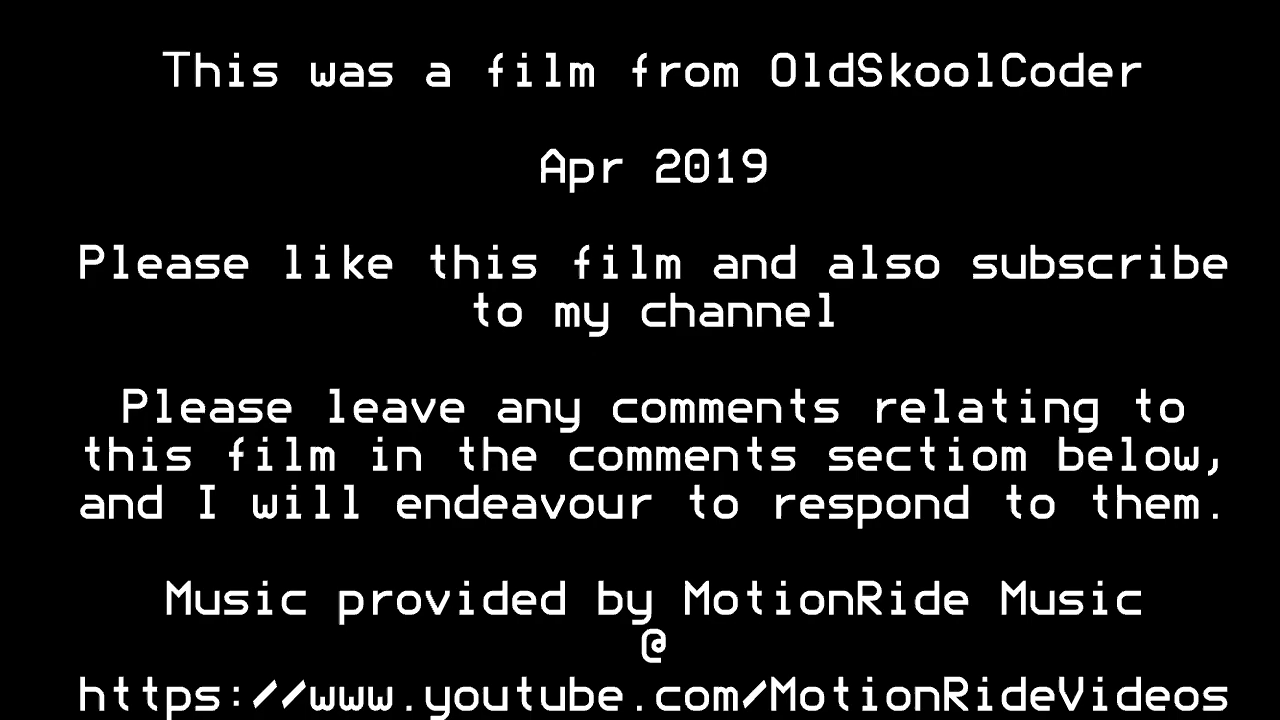 This was a film from OldSkoolCoder
Apr 2019
Please like this film and also subscribe
to my channel
Please leave any comments relating to
this film in the comments sectiom below,
and I will endeavour to respond to them.
Music provided by MotionRide Music
@
https://www.youtube.com/MotionRideVideos